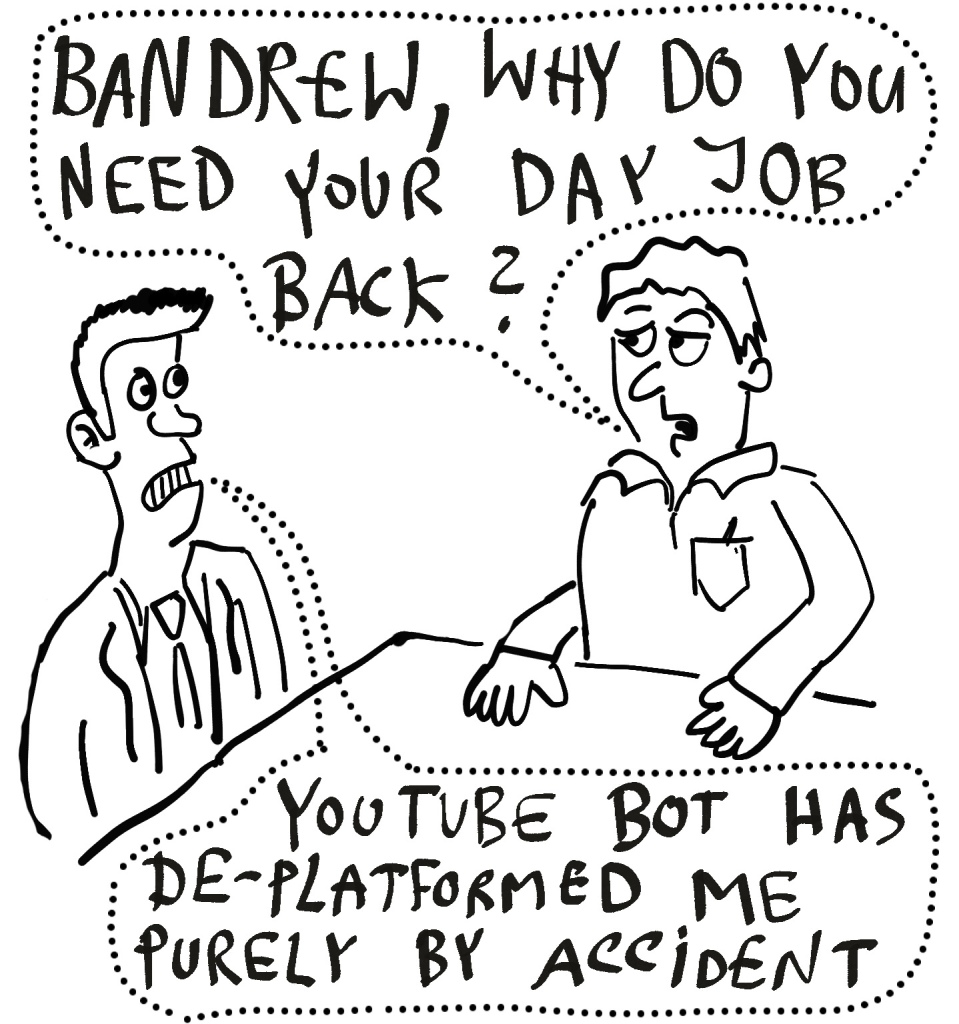 BANDREW, WHY DO YOU
NEED YOUR DAY JOB
BACK?
YOUTUBE BOT HAS
DE-PLATFORMED ME
PURELY BY ACCIDENT